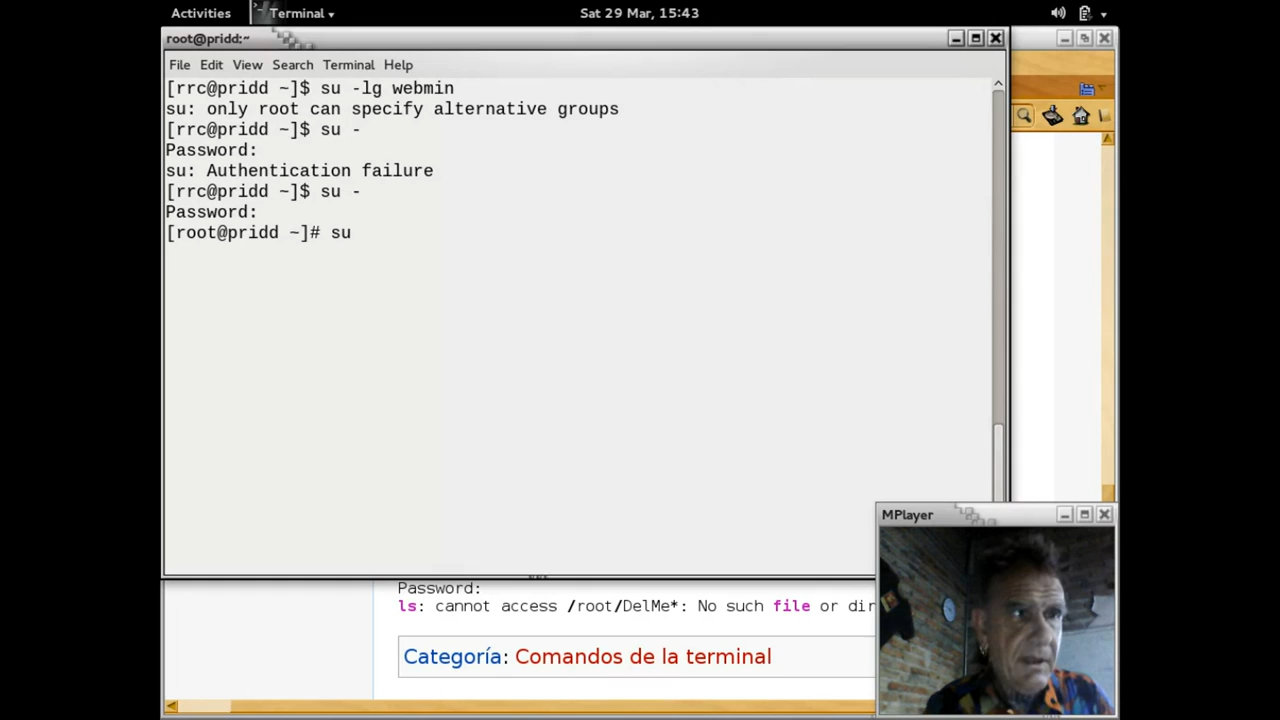 Activities Terminal Sat 29 Mar, 15:43
root@pridd:~
File Edit View Search Terminal Help
[rrc@pridd ~]$ su -lg webmin
su: only root can specify alternative groups
[rrc@pridd ~]$ su -
Password:
su: Authentication failure
[rrc@pridd ~]$ su -
Password:
[root@pridd ~]# su
MPlayer
Password:
ls: cannot access /root/DelMe*: No such file or dir
Categoría: Comandos de la terminal